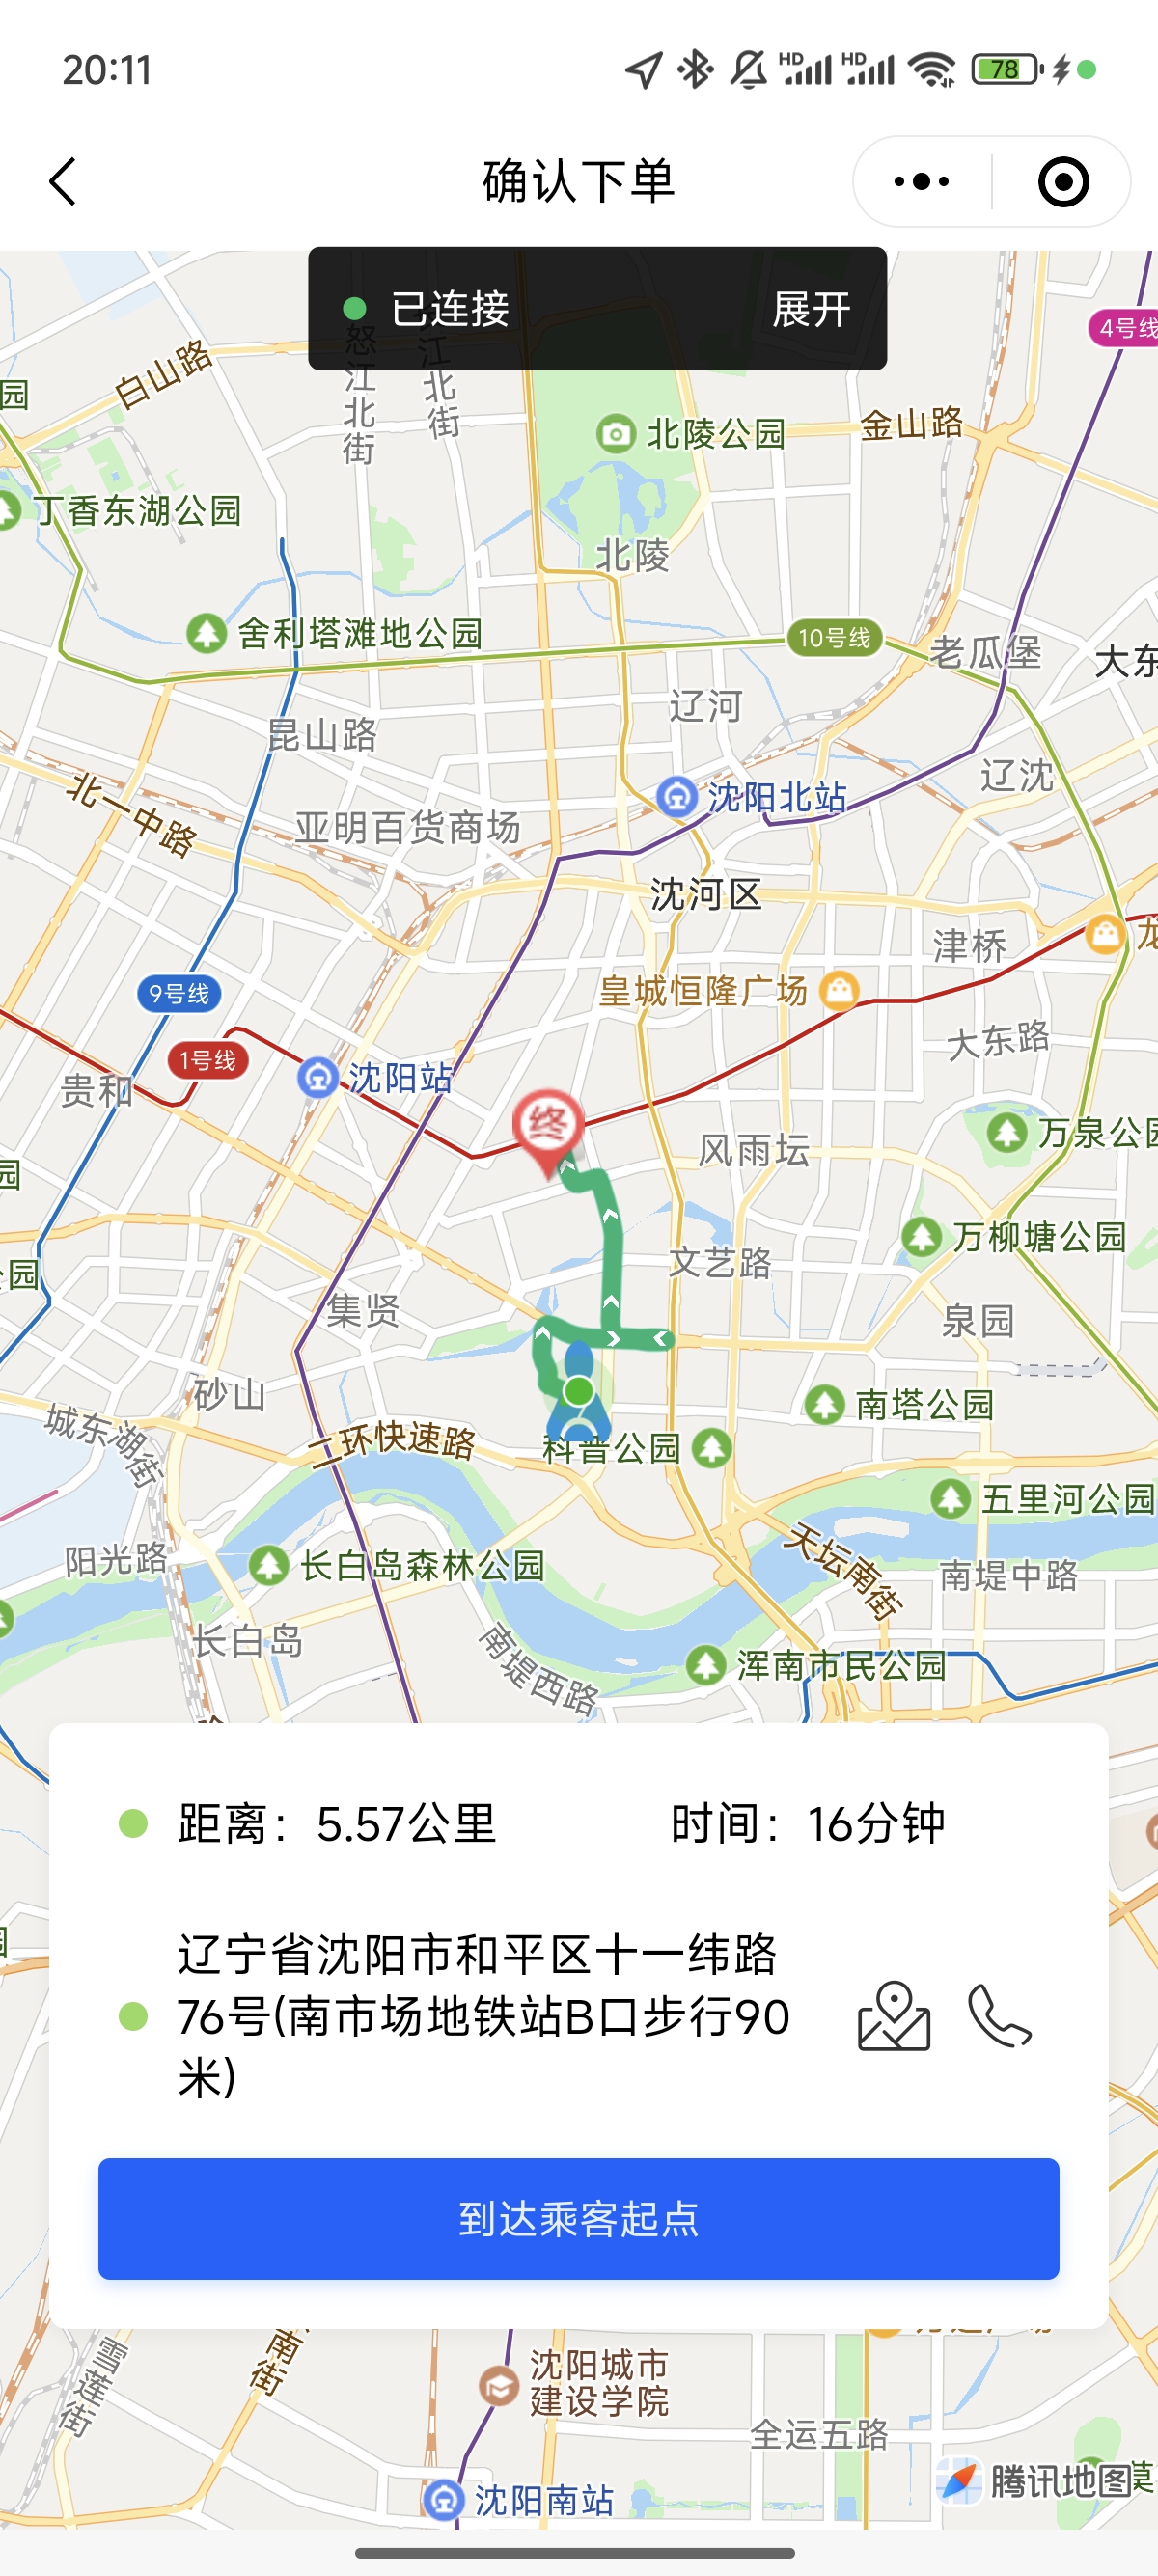 20:11
HD
HD
78
确认下单
已连接
展开
4号线
白山路
怒江北街
江北街
北陵公园
金山路
园
丁香东湖公园
北陵
舍利塔滩地公园
10号线
老瓜堡
大东
辽河
昆山路
辽沈
北一中路
沈阳北站
亚明百货商场
沈河区
津桥
龙
9号线
皇城恒隆广场
1号线
大东路
贵和
沈阳站
终
万泉公园
风雨坛
园
万柳塘公园
文艺路
公园
集贤
泉园
砂山
南塔公园
城东湖街
二环快速路
科普公园
五里河公园
天坛南街
阳光路
长白岛森林公园
南堤中路
长白岛
南堤西路
浑南市民公园
距离：5.57公里
时间：16分钟
辽宁省沈阳市和平区十一纬路
76号(南市场地铁站B口步行90
米)
到达乘客起点
雪莲街
南街
沈阳城市
建设学院
全运五路
腾讯地图
莫
沈阳南站